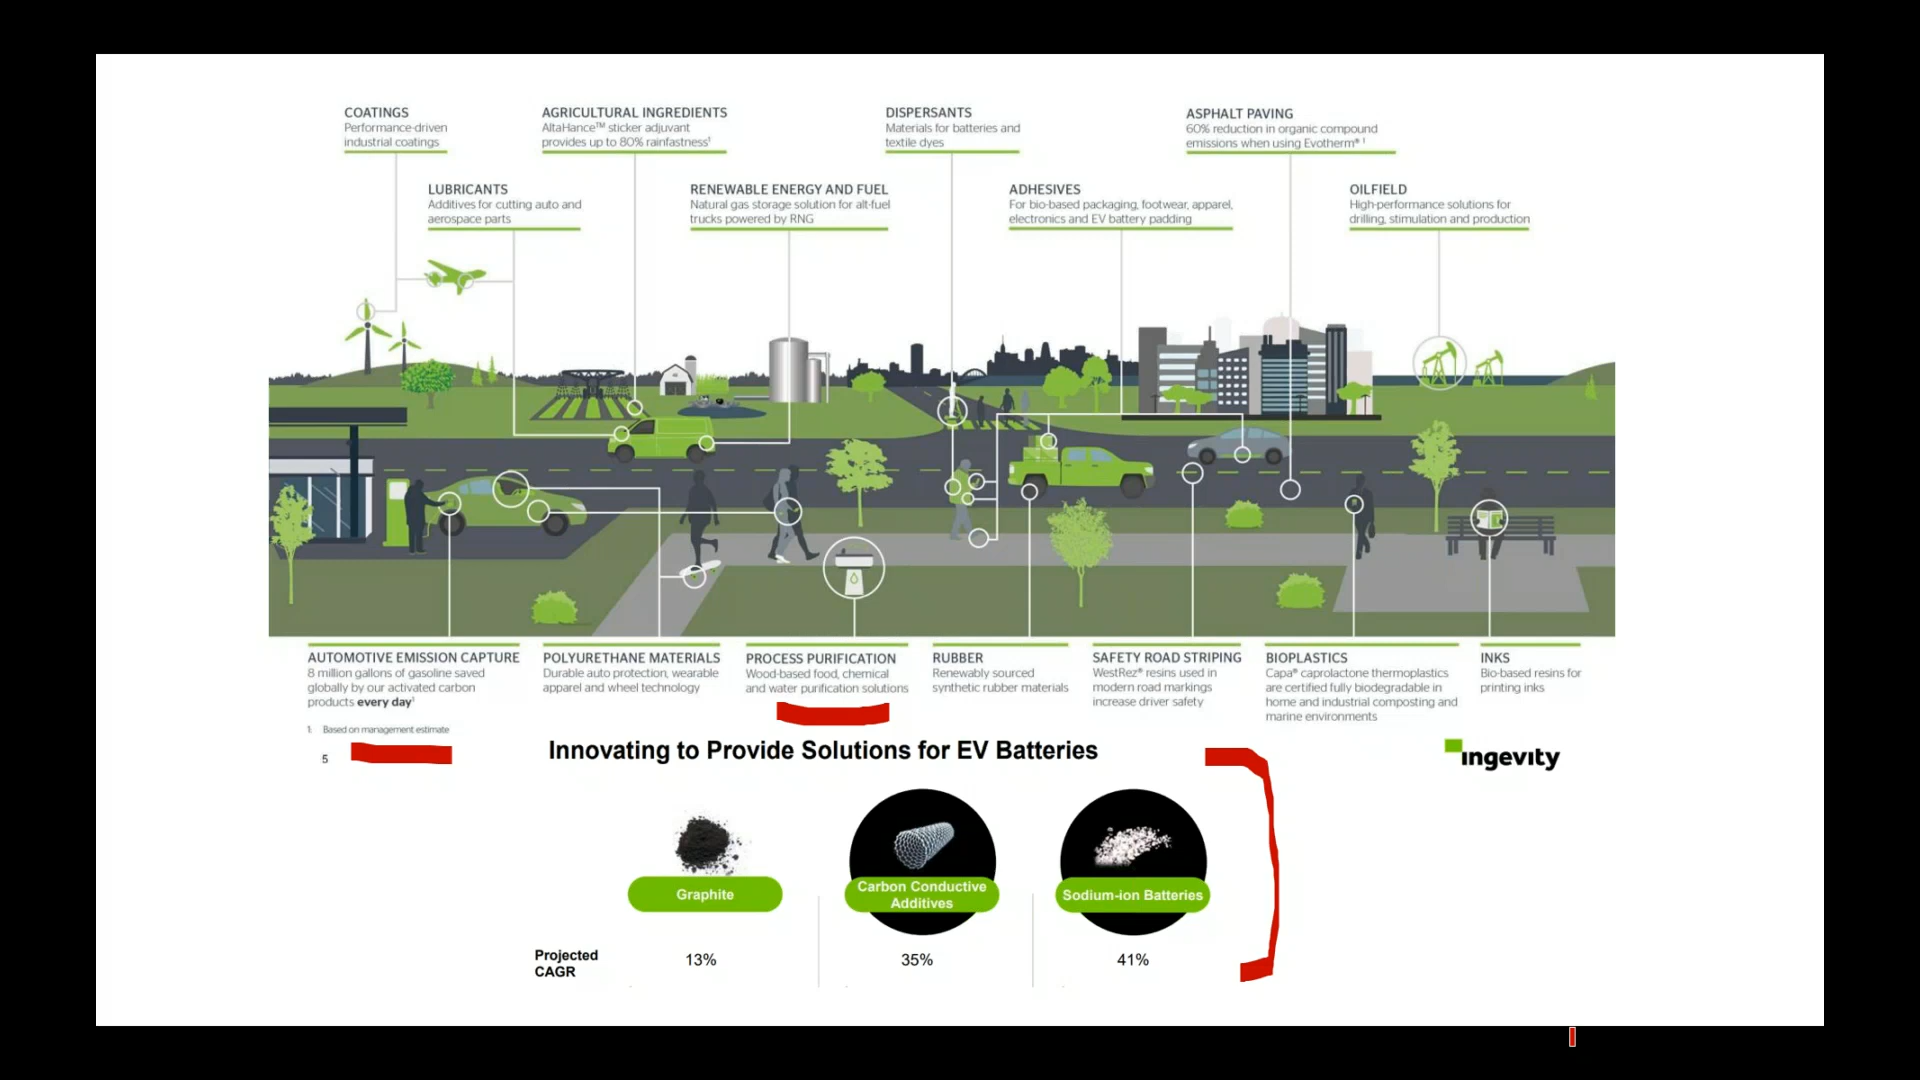 COATINGS
Performance-driven
industrial coatings
AGRICULTURAL INGREDIENTS
AltaHance™ sticker adjuvant
provides up to 80% rainfastness¹
DISPERSANTS
Materials for batteries and
textile dyes
ASPHALT PAVING
60% reduction in organic compound
emissions when using Evotherm® ¹
LUBRICANTS
Additives for cutting auto and
aerospace parts
RENEWABLE ENERGY AND FUEL
Natural gas storage solution for alt-fuel
trucks powered by RNG
ADHESIVES
For bio-based packaging, footwear, apparel,
electronics and EV battery padding
OILFIELD
High-performance solutions for
drilling, stimulation and production
AUTOMOTIVE EMISSION CAPTURE
8 million gallons of gasoline saved
globally by our activated carbon
products every day¹
POLYURETHANE MATERIALS
Durable auto protection, wearable
apparel and wheel technology
PROCESS PURIFICATION
Wood-based food, chemical
and water purification solutions
RUBBER
Renewably sourced
synthetic rubber materials
SAFETY ROAD STRIPING
WestRez® resins used in
modern road markings
increase driver safety
BIOPLASTICS
Capa® caprolactone thermoplastics
are certified fully biodegradable in
home and industrial composting and
marine environments
INKS
Bio-based resins for
printing inks
1. Based on management estimate
5
Innovating to Provide Solutions for EV Batteries
ingevity
Graphite
Carbon Conductive
Additives
Sodium-ion Batteries
Projected
CAGR
13%
35%
41%